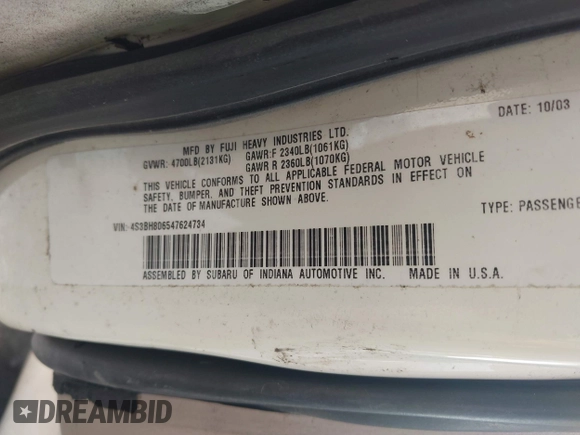 MFD BY FUJI HEAVY INDUSTRIES LTD. DATE: 10/03
GVWR: 4700LB(2131KG) GAWR:F 2340LB(1061KG)
GAWR R 2360LB(1070KG)
THIS VEHICLE CONFORMS TO ALL APPLICABLE FEDERAL MOTOR VEHICLE
SAFETY, BUMPER, AND THEFT PREVENTION STANDARDS IN EFFECT ON
THE DATE OF MANUFACTURE SHOWN ABOVE.
VIN: 4S3BH806547624734 TYPE: PASSENGE
ASSEMBLED BY SUBARU OF INDIANA AUTOMOTIVE INC. MADE IN U.S.A.
DREAMBID